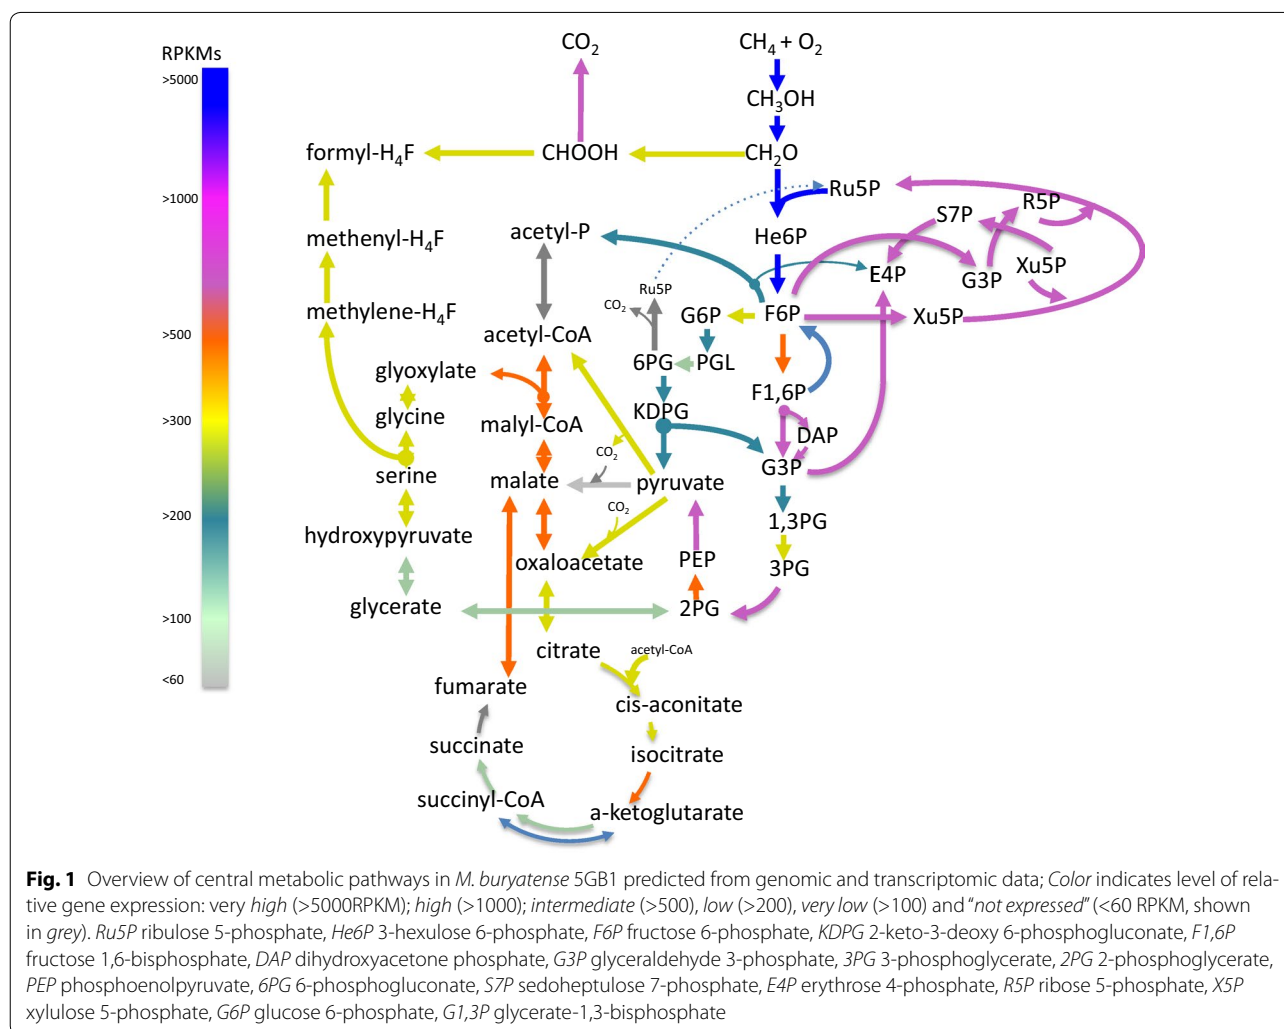 RPKMs
>5000
>1000
>500
>300
>200
>100
<60
CO2
CH4 + O2
CH3OH
formyl-H4F
CHOOH
CH2O
Ru5P
R5P
S7P
methenyl-H4F
acetyl-P
He6P
E4P
G3P
Xu5P
Ru5P
CO2
methylene-H4F
G6P
F6P
Xu5P
acetyl-CoA
6PG
PGL
glyoxylate
F1,6P
glycine
malyl-CoA
KDPG
DAP
CO2
G3P
serine
malate
pyruvate
CO2
1,3PG
hydroxypyruvate
oxaloacetate
PEP
3PG
glycerate
2PG
citrate
acetyl-CoA
fumarate
cis-aconitate
succinate
isocitrate
succinyl-CoA
a-ketoglutarate
Fig. 1 Overview of central metabolic pathways in M. buryatense 5GB1 predicted from genomic and transcriptomic data; Color indicates level of rela-
tive gene expression: very high (>5000RPKM); high (>1000); intermediate (>500), low (>200), very low (>100) and “not expressed” (<60 RPKM, shown
in grey). Ru5P ribulose 5-phosphate, He6P 3-hexulose 6-phosphate, F6P fructose 6-phosphate, KDPG 2-keto-3-deoxy 6-phosphogluconate, F1,6P
fructose 1,6-bisphosphate, DAP dihydroxyacetone phosphate, G3P glyceraldehyde 3-phosphate, 3PG 3-phosphoglycerate, 2PG 2-phosphoglycerate,
PEP phosphoenolpyruvate, 6PG 6-phosphogluconate, S7P sedoheptulose 7-phosphate, E4P erythrose 4-phosphate, R5P ribose 5-phosphate, X5P
xylulose 5-phosphate, G6P glucose 6-phosphate, G1,3P glycerate-1,3-bisphosphate